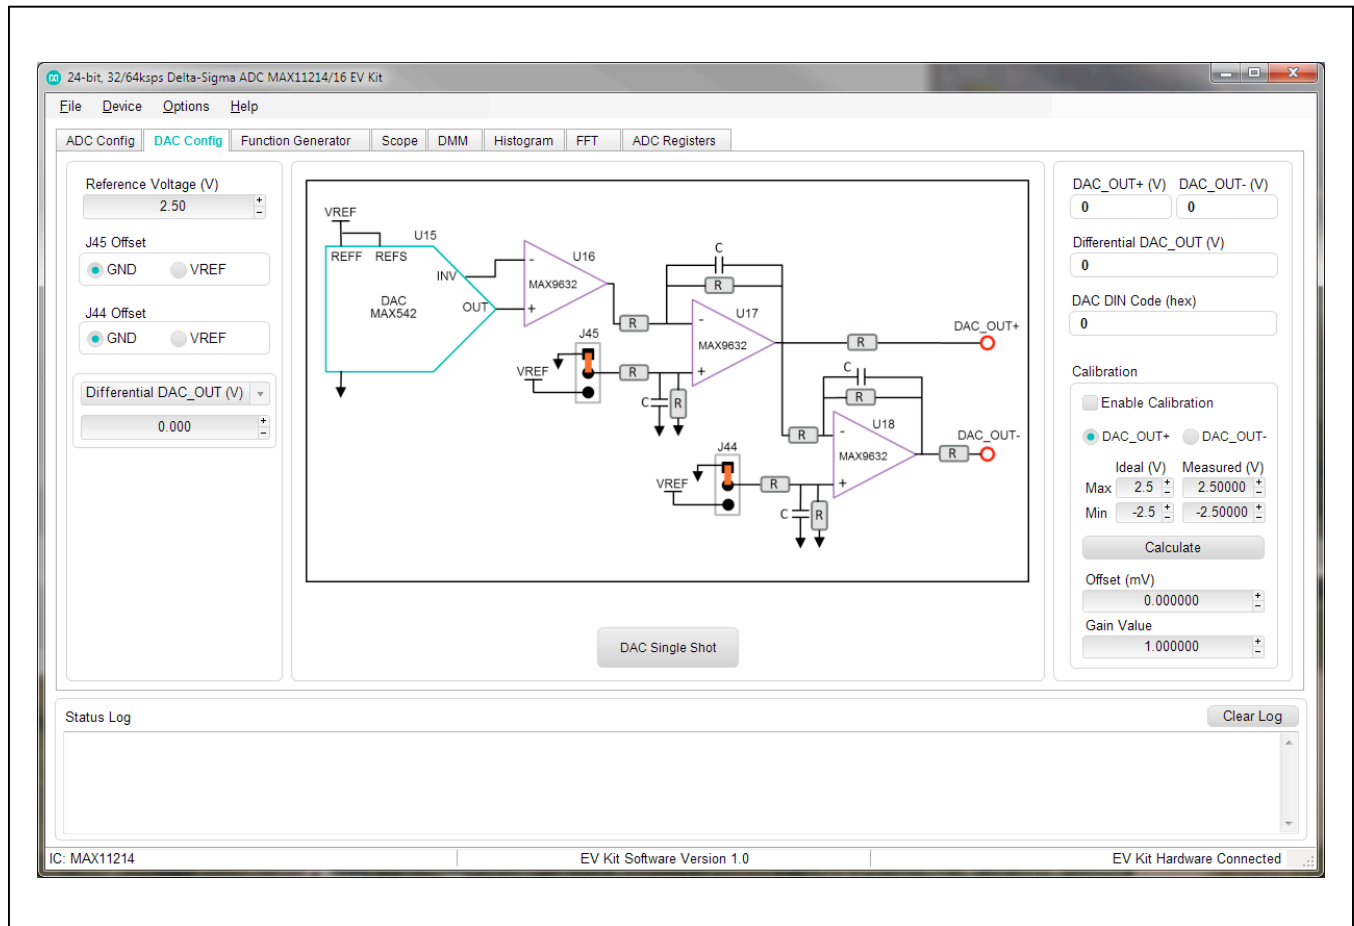 24-bit, 32/64ksps Delta-Sigma ADC MAX11214/16 EV Kit
File Device Options Help
ADC Config DAC Config Function Generator Scope DMM Histogram FFT ADC Registers
Reference Voltage (V)
2.50
J45 Offset
GND VREF
J44 Offset
GND VREF
Differential DAC_OUT (V)
0.000
VREF
U15
REFF REFS
INV
DAC
MAX542
OUT
U16
-
MAX9632
+
C
R
R
U17
-
MAX9632
+
J45
VREF
R
C
R
R
DAC_OUT+
C
R
R
U18
-
MAX9632
+
R
DAC_OUT-
J44
VREF
R
C
R
DAC Single Shot
DAC_OUT+ (V) DAC_OUT- (V)
0 0
Differential DAC_OUT (V)
0
DAC DIN Code (hex)
0
Calibration
Enable Calibration
DAC_OUT+ DAC_OUT-
Ideal (V) Measured (V)
Max 2.5 2.50000
Min -2.5 -2.50000
Calculate
Offset (mV)
0.000000
Gain Value
1.000000
Status Log
Clear Log
IC: MAX11214
EV Kit Software Version 1.0
EV Kit Hardware Connected